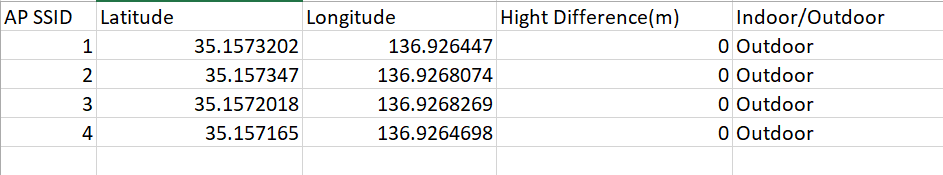 AP SSID Latitude Longitude Hight Difference(m) Indoor/Outdoor
1 35.1573202 136.926447 0 Outdoor
2 35.157347 136.9268074 0 Outdoor
3 35.1572018 136.9268269 0 Outdoor
4 35.157165 136.9264698 0 Outdoor